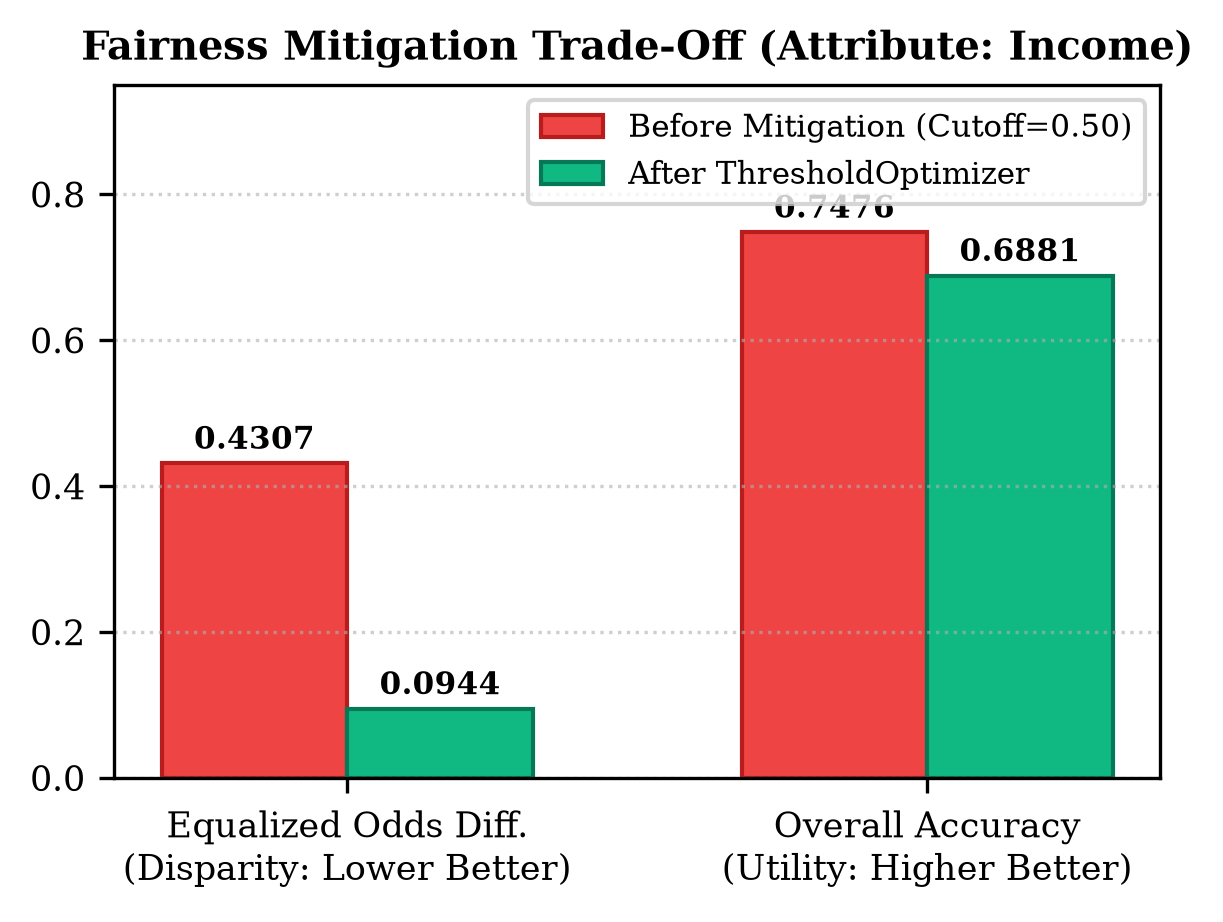 Fairness Mitigation Trade-Off (Attribute: Income)
Before Mitigation (Cutoff=0.50)
After ThresholdOptimizer
0.8
0.6
0.4
0.2
0.0
0.4307
0.0944
0.7476
0.6881
Equalized Odds Diff.
(Disparity: Lower Better)
Overall Accuracy
(Utility: Higher Better)